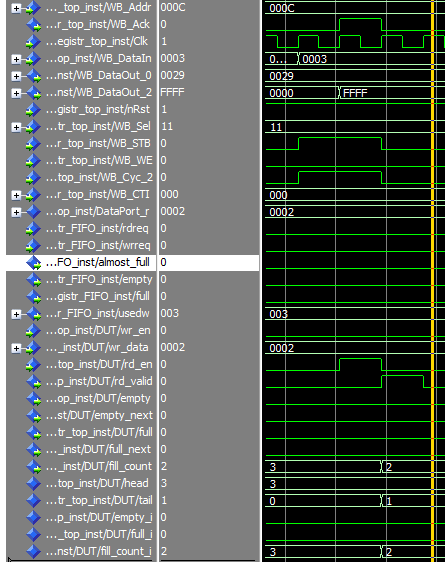 ..._top_inst/WB_Addr 000C 000C
...r_top_inst/WB_Ack 0
...egistr_top_inst/Clk 1
...op_inst/WB_DataIn 0003 0... 0003
...nst/WB_DataOut_0 0029 0029
...nst/WB_DataOut_2 FFFF 0000 FFFF
...gistr_top_inst/nRst 1
...tr_top_inst/WB_Sel 11 11
...r_top_inst/WB_STB 0
...tr_top_inst/WB_WE 0
...top_inst/WB_Cyc_2 0
...r_top_inst/WB_CTI 000 000
...op_inst/DataPort_r 0002 0002
...tr_FIFO_inst/rdreq 0
...tr_FIFO_inst/wrreq 0
...FO_inst/almost_full 0
...tr_FIFO_inst/empty 0
...gistr_FIFO_inst/full 0
...r_FIFO_inst/usedw 003 003
...op_inst/DUT/wr_en 0
..._inst/DUT/wr_data 0002 0002
...top_inst/DUT/rd_en 0
...p_inst/DUT/rd_valid 0
...op_inst/DUT/empty 0
...st/DUT/empty_next 0
...tr_top_inst/DUT/full 0
..._inst/DUT/full_next 0
..._inst/DUT/fill_count 2 3 2
...top_inst/DUT/head 3 3
...tr_top_inst/DUT/tail 1 0 1
...p_inst/DUT/empty_i 0
..._top_inst/DUT/full_i 0
...nst/DUT/fill_count_i 2 3 2